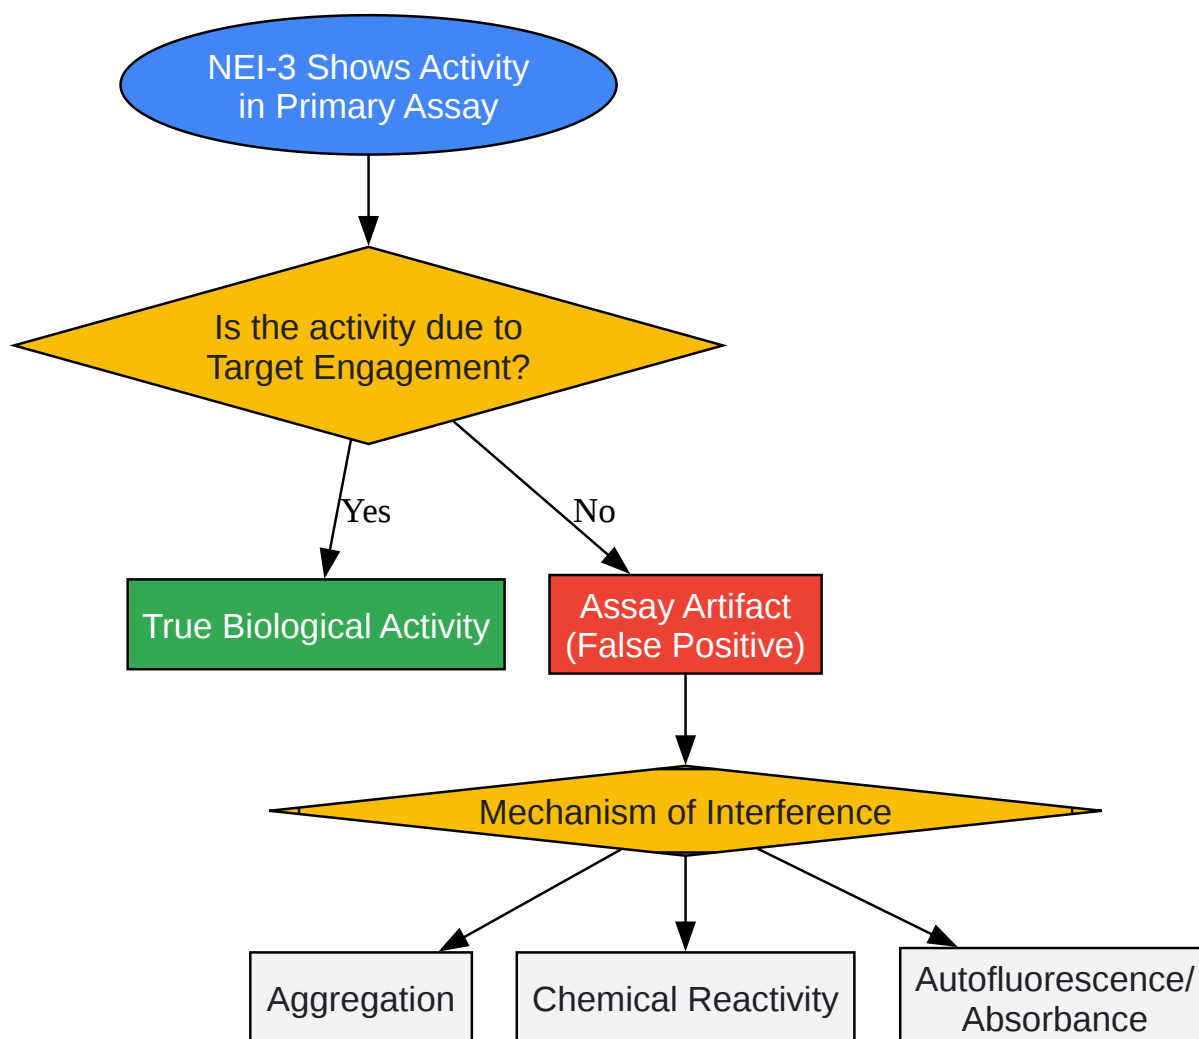 NEI-3 Shows Activity
in Primary Assay
Is the activity due to
Target Engagement?
Yes
No
True Biological Activity
Assay Artifact
(False Positive)
Mechanism of Interference
Aggregation
Chemical Reactivity
Autofluorescence/
Absorbance